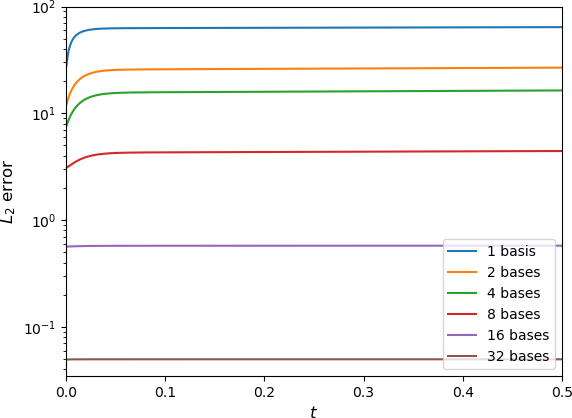 10²
10¹
10⁰
10⁻¹
L₂ error
0.0 0.1 0.2 0.3 0.4 0.5
t
1 basis
2 bases
4 bases
8 bases
16 bases
32 bases